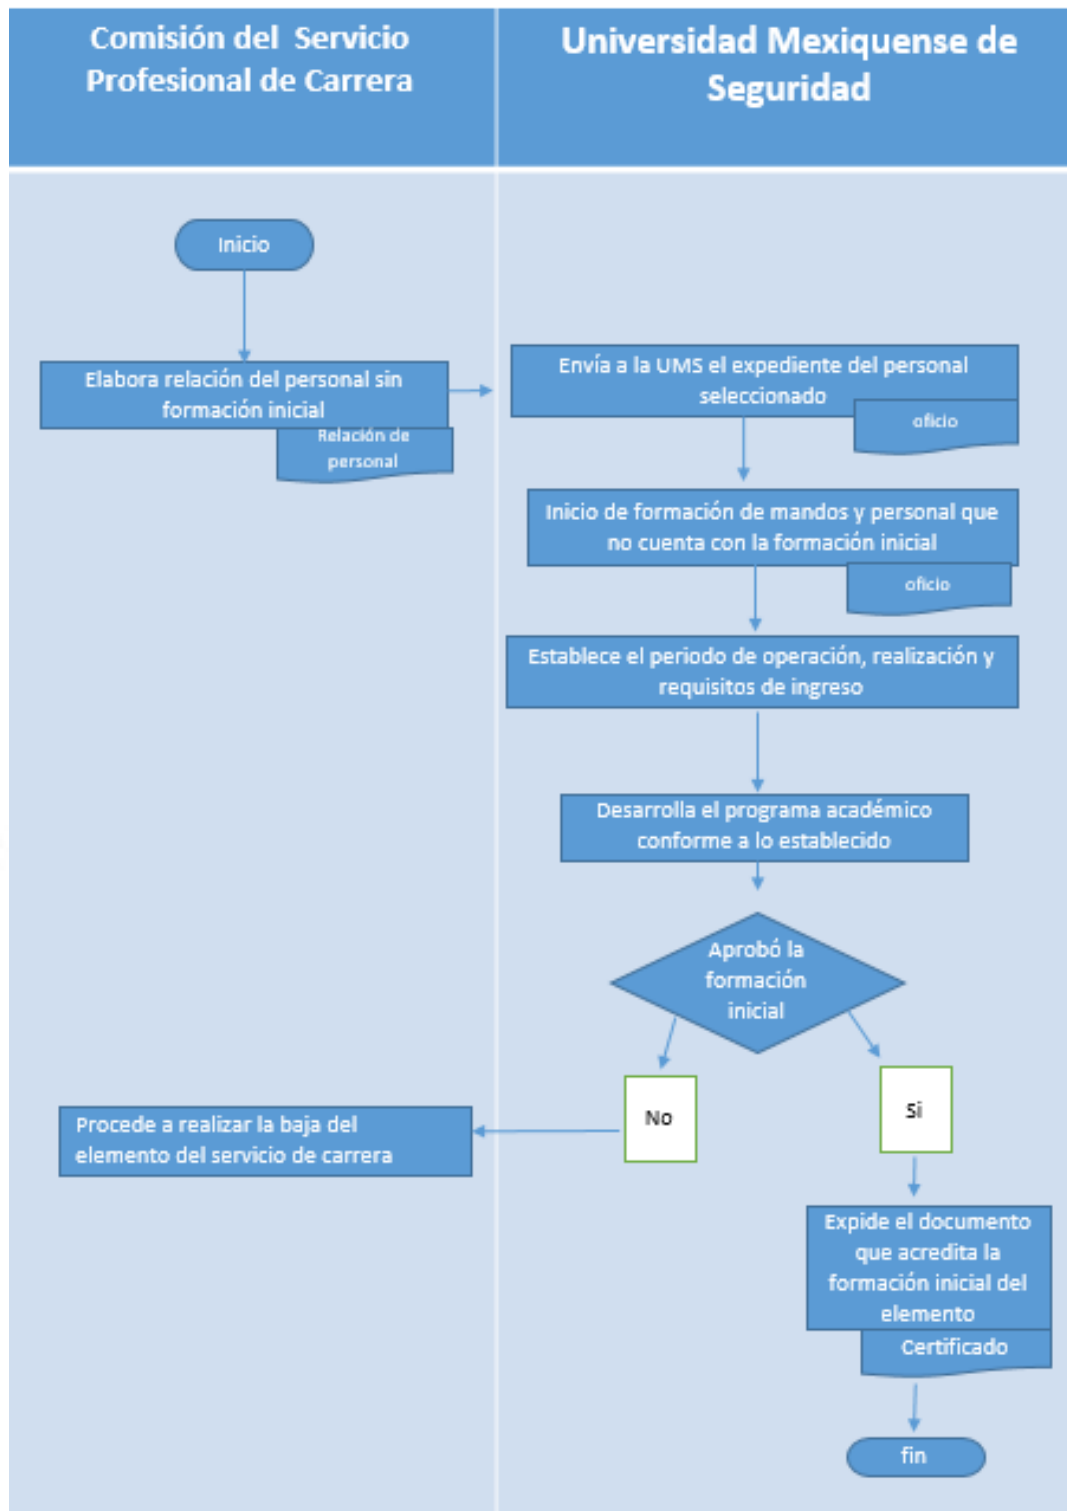 Comisión del Servicio
Profesional de Carrera
Universidad Mexiquense de
Seguridad
Inicio
Elabora relación del personal sin
formación inicial
Relación de
personal
Envía a la UMS el expediente del personal
seleccionado
oficio
Inicio de formación de mandos y personal que
no cuenta con la formación inicial
oficio
Establece el periodo de operación, realización y
requisitos de ingreso
Desarrolla el programa académico
conforme a lo establecido
Aprobó la
formación
inicial
No
Si
Procede a realizar la baja del
elemento del servicio de carrera
Expide el documento
que acredita la
formación inicial del
elemento
Certificado
fin